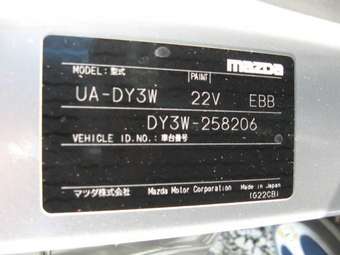 mazda
MODEL:型式 PAINT
UA-DY3W 22V EBB
DY3W-258206
VEHICLE ID.NO.:車台番号
マツダ株式会社 Mazda Motor Corporation Made in Japan
(G22CB)